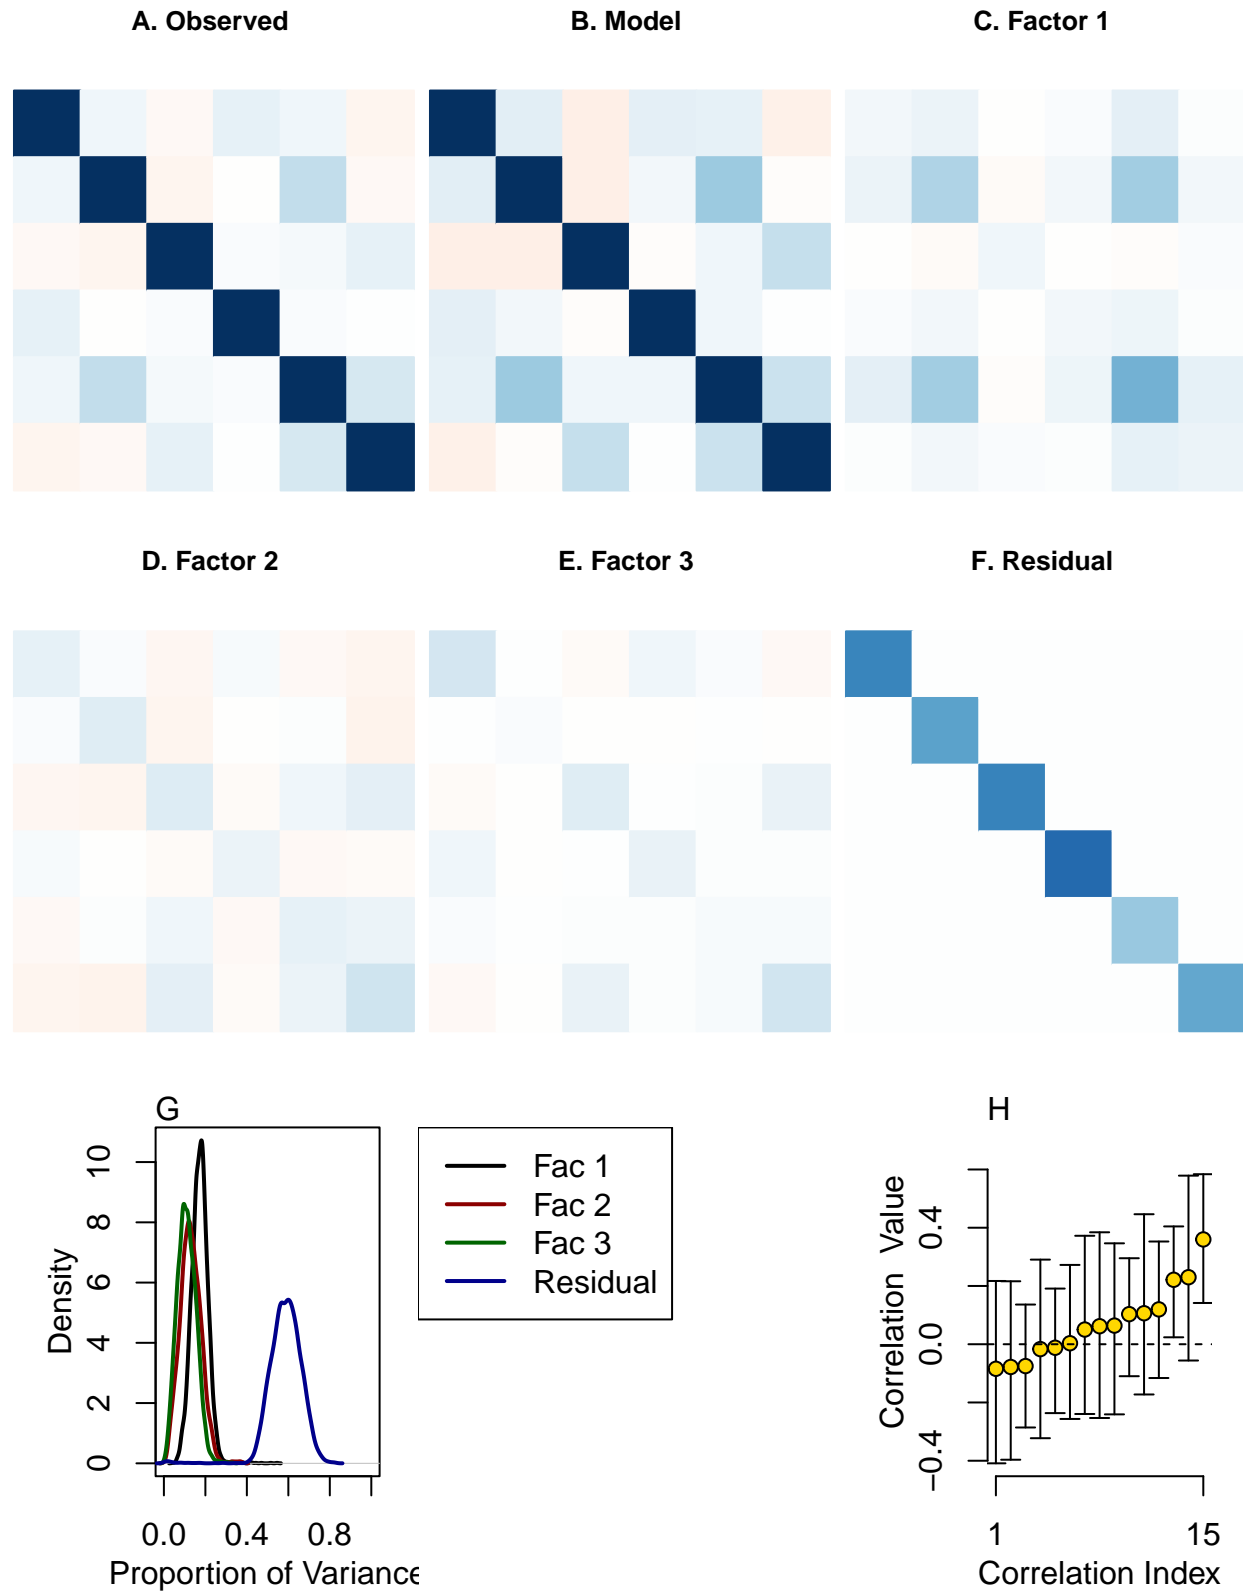 A. Observed
B. Model
C. Factor 1
D. Factor 2
E. Factor 3
F. Residual
G
Density
0 2 4 6 8 10
0.0 0.4 0.8
Proportion of Variance
Fac 1
Fac 2
Fac 3
Residual
H
Correlation Value
−0.4 0.0 0.4
1 15
Correlation Index